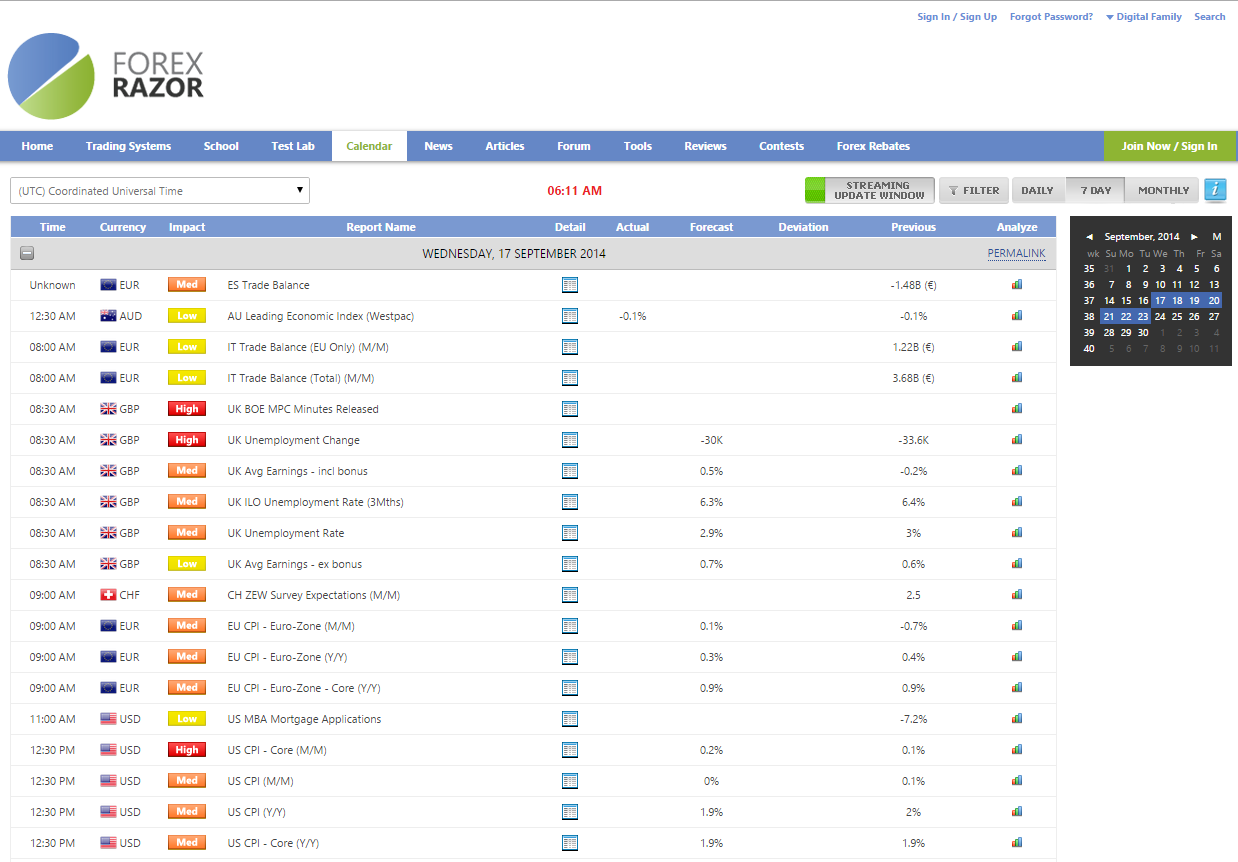 Sign In / Sign Up Forgot Password? Digital Family Search
FOREX
RAZOR
Home Trading Systems School Test Lab Calendar News Articles Forum Tools Reviews Contests Forex Rebates Join Now / Sign In
(UTC) Coordinated Universal Time 06:11 AM STREAMING UPDATE WINDOW FILTER DAILY 7 DAY MONTHLY i
Time Currency Impact Report Name Detail Actual Forecast Deviation Previous Analyze
WEDNESDAY, 17 SEPTEMBER 2014 PERMALINK
Unknown EUR Med ES Trade Balance -1.48B (€)
12:30 AM AUD Low AU Leading Economic Index (Westpac) -0.1% -0.1%
08:00 AM EUR Low IT Trade Balance (EU Only) (M/M) 1.22B (€)
08:00 AM EUR Low IT Trade Balance (Total) (M/M) 3.68B (€)
08:30 AM GBP High UK BOE MPC Minutes Released
08:30 AM GBP High UK Unemployment Change -30K -33.6K
08:30 AM GBP Med UK Avg Earnings - incl bonus 0.5% -0.2%
08:30 AM GBP Med UK ILO Unemployment Rate (3Mths) 6.3% 6.4%
08:30 AM GBP Med UK Unemployment Rate 2.9% 3%
08:30 AM GBP Low UK Avg Earnings - ex bonus 0.7% 0.6%
09:00 AM CHF Med CH ZEW Survey Expectations (M/M) 2.5
09:00 AM EUR Med EU CPI - Euro-Zone (M/M) 0.1% -0.7%
09:00 AM EUR Med EU CPI - Euro-Zone (Y/Y) 0.3% 0.4%
09:00 AM EUR Med EU CPI - Euro-Zone - Core (Y/Y) 0.9% 0.9%
11:00 AM USD Low US MBA Mortgage Applications -7.2%
12:30 PM USD High US CPI - Core (M/M) 0.2% 0.1%
12:30 PM USD Med US CPI (M/M) 0% 0.1%
12:30 PM USD Med US CPI (Y/Y) 1.9% 2%
12:30 PM USD Med US CPI - Core (Y/Y) 1.9% 1.9%
September, 2014 M
wk Su Mo Tu We Th Fr Sa
35 31 1 2 3 4 5 6
36 7 8 9 10 11 12 13
37 14 15 16 17 18 19 20
38 21 22 23 24 25 26 27
39 28 29 30 1 2 3 4
40 5 6 7 8 9 10 11